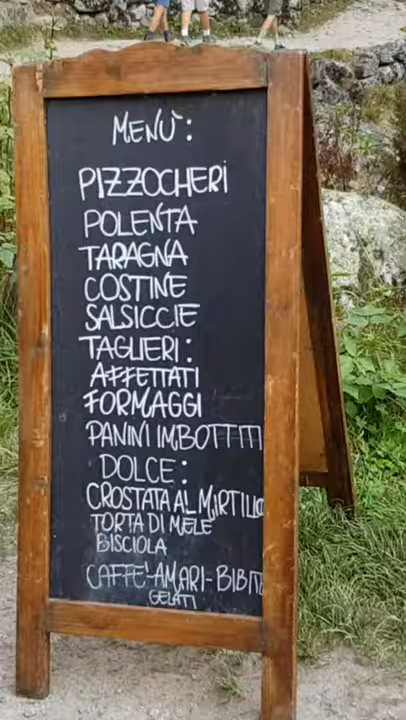 MENÙ:
PIZZOCHERI
POLENTA
TARAGNA
COSTINE
SALSICCIE
TAGLIERI:
AFFETTATI
FORMAGGI
PANINI IMBOTTITI
DOLCE:
CROSTATA AL MIRTILLO
TORTA DI MELE
BISCIOLA
CAFFE'-AMARI-BIBITE
GELATI